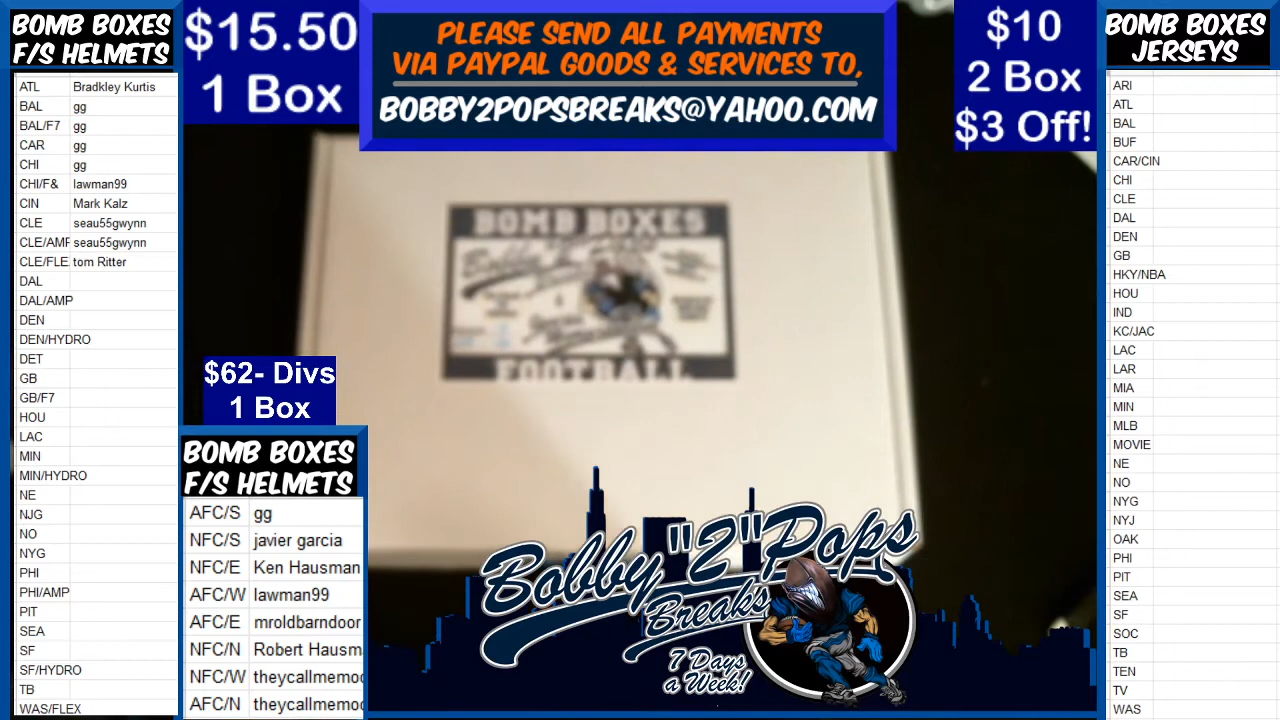 BOMB BOXES
F/S HELMETS
ATL Bradkley Kurtis
BAL gg
BAL/F7 gg
CAR gg
CHI gg
CHI/F& lawman99
CIN Mark Kalz
CLE seau55gwynn
CLE/AMF seau55gwynn
CLE/FLE tom Ritter
DAL
DAL/AMP
DEN
DEN/HYDRO
DET
GB
GB/F7
HOU
LAC
MIN
MIN/HYDRO
NE
NJG
NO
NYG
PHI
PHI/AMP
PIT
SEA
SF
SF/HYDRO
TB
WAS/FLEX
$15.50
1 Box
PLEASE SEND ALL PAYMENTS
VIA PAYPAL GOODS & SERVICES TO,
BOBBY2POPSBREAKS@YAHOO.COM
$10
2 Box
$3 Off!
BOMB BOXES
FOOTBALL
$62- Divs
1 Box
BOMB BOXES
F/S HELMETS
AFC/S gg
NFC/S javier garcia
NFC/E Ken Hausman
AFC/W lawman99
AFC/E mroldbarndoor
NFC/N Robert Hausm
NFC/W theycallmemoo
AFC/N theycallmemoo
Bobby "2" Pops
Breaks
7 Days
a Week!
BOMB BOXES
JERSEYS
ARI
ATL
BAL
BUF
CAR/CIN
CHI
CLE
DAL
DEN
GB
HKY/NBA
HOU
IND
KC/JAC
LAC
LAR
MIA
MIN
MLB
MOVIE
NE
NO
NYG
NYJ
OAK
PHI
PIT
SEA
SF
SOC
TB
TEN
TV
WAS